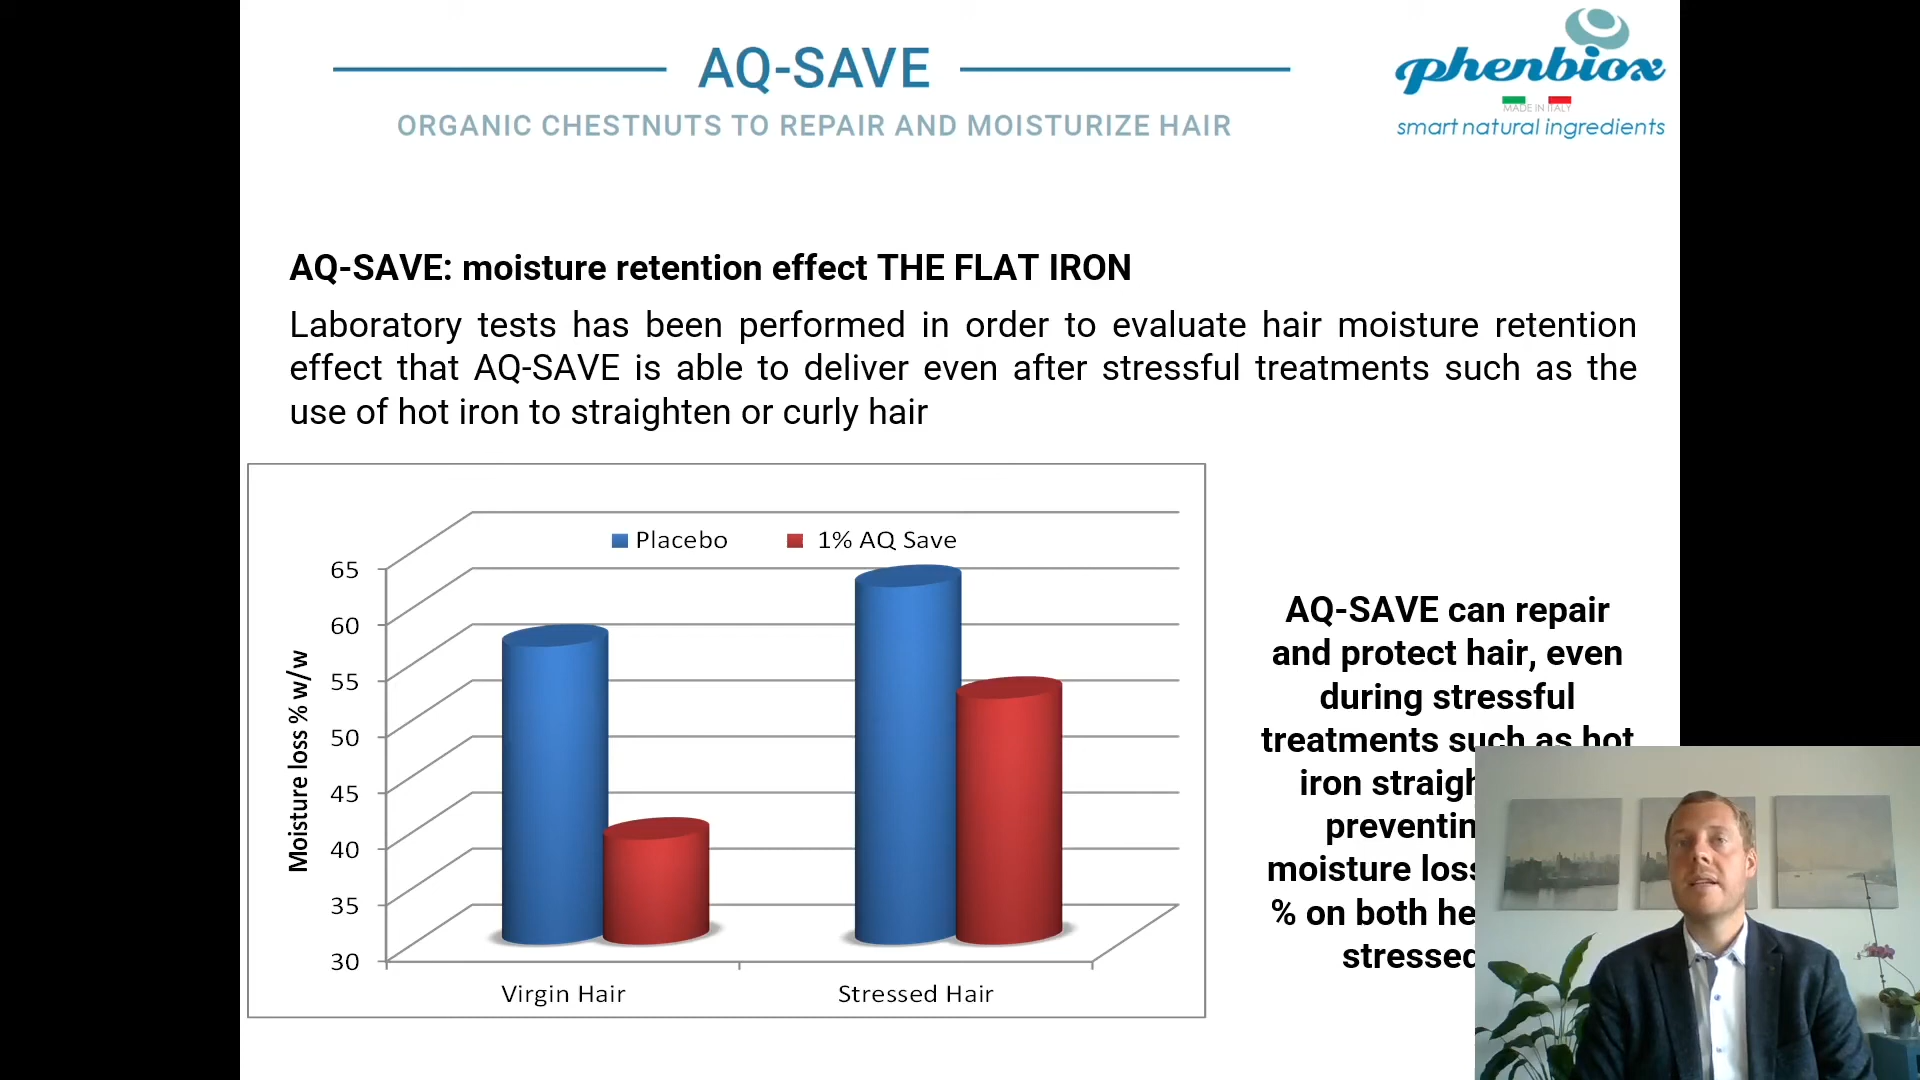 AQ-SAVE
ORGANIC CHESTNUTS TO REPAIR AND MOISTURIZE HAIR
phenbiox
MADE IN ITALY
smart natural ingredients
AQ-SAVE: moisture retention effect THE FLAT IRON
Laboratory tests has been performed in order to evaluate hair moisture retention
effect that AQ-SAVE is able to deliver even after stressful treatments such as the
use of hot iron to straighten or curly hair
Placebo
1% AQ Save
65
60
55
50
45
40
35
30
Moisture loss % w/w
Virgin Hair
Stressed Hair
AQ-SAVE can repair
and protect hair, even
during stressful
treatments such as hot
iron
moisture
% on both